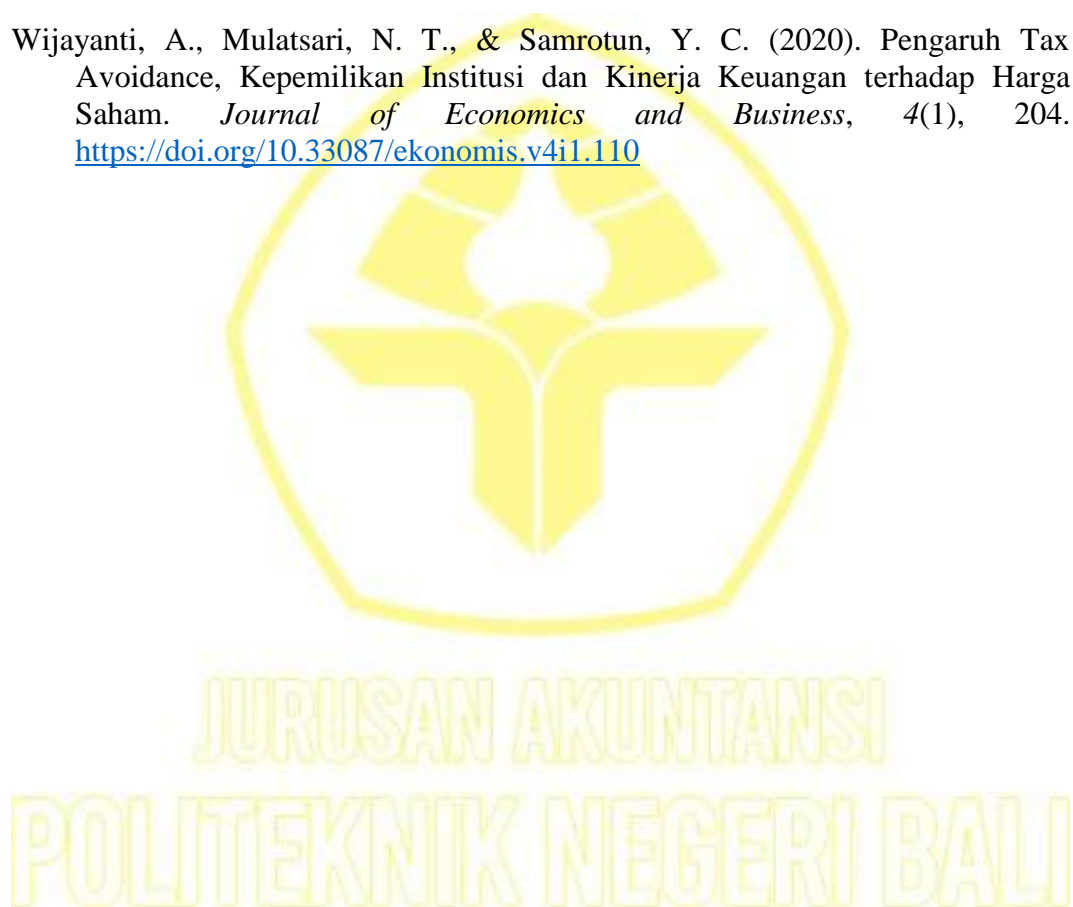 Wijayanti, A., Mulatsari, N. T., & Samrotun, Y. C. (2020). Pengaruh Tax
Avoidance, Kepemilikan Institusi dan Kinerja Keuangan terhadap Harga
Saham. Journal of Economics and Business, 4(1), 204.
https://doi.org/10.33087/ekonomis.v4i1.110
JURUSAN AKUNTANSI
POLITEKNIK NEGERI BALI